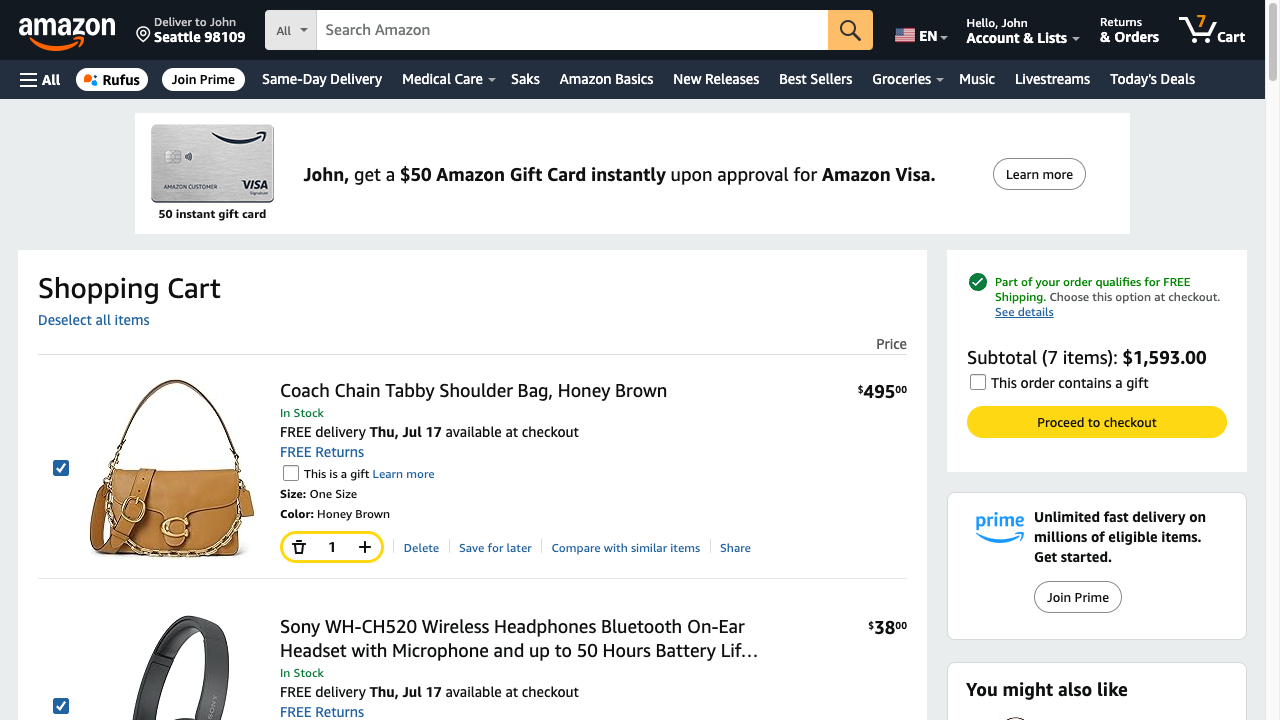 amazon
Deliver to John
Seattle 98109
All
Search Amazon
EN
Hello, John
Account & Lists
Returns
& Orders
7
Cart
All
Rufus
Join Prime
Same-Day Delivery
Medical Care
Saks
Amazon Basics
New Releases
Best Sellers
Groceries
Music
Livestreams
Today's Deals
AMAZON CUSTOMER
VISA
Signature
50 instant gift card
John, get a $50 Amazon Gift Card instantly upon approval for Amazon Visa.
Learn more
Shopping Cart
Deselect all items
Price
Coach Chain Tabby Shoulder Bag, Honey Brown
$49500
In Stock
FREE delivery Thu, Jul 17 available at checkout
FREE Returns
This is a gift Learn more
Size: One Size
Color: Honey Brown
1
Delete
Save for later
Compare with similar items
Share
Sony WH-CH520 Wireless Headphones Bluetooth On-Ear
Headset with Microphone and up to 50 Hours Battery Lif…
$3800
In Stock
FREE delivery Thu, Jul 17 available at checkout
FREE Returns
SONY
Part of your order qualifies for FREE
Shipping. Choose this option at checkout.
See details
Subtotal (7 items): $1,593.00
This order contains a gift
Proceed to checkout
prime
Unlimited fast delivery on
millions of eligible items.
Get started.
Join Prime
You might also like